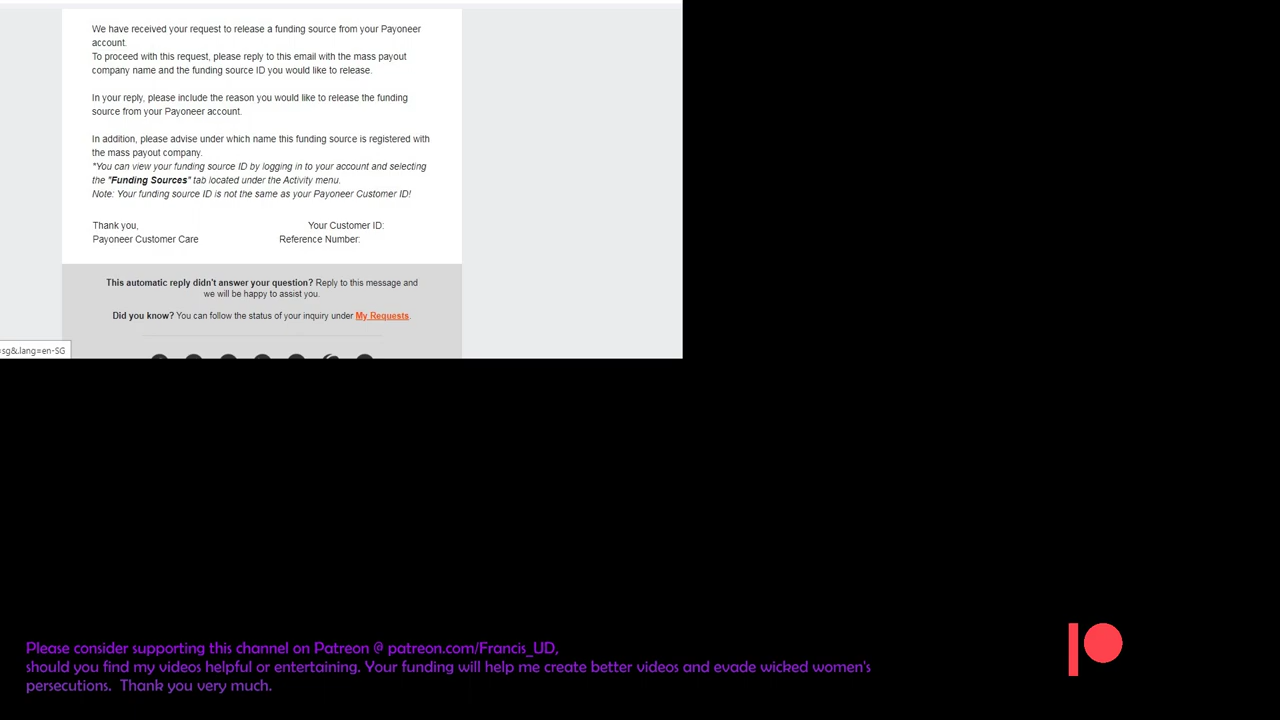 We have received your request to release a funding source from your Payoneer
account.
To proceed with this request, please reply to this email with the mass payout
company name and the funding source ID you would like to release.
In your reply, please include the reason you would like to release the funding
source from your Payoneer account.
In addition, please advise under which name this funding source is registered with
the mass payout company.
*You can view your funding source ID by logging in to your account and selecting
the "Funding Sources" tab located under the Activity menu.
Note: Your funding source ID is not the same as your Payoneer Customer ID!
Thank you, Your Customer ID:
Payoneer Customer Care Reference Number:
This automatic reply didn't answer your question? Reply to this message and
we will be happy to assist you.
Did you know? You can follow the status of your inquiry under My Requests.
=sg&.lang=en-SG
Please consider supporting this channel on Patreon @ patreon.com/Francis_UD,
should you find my videos helpful or entertaining. Your funding will help me create better videos and evade wicked women's
persecutions. Thank you very much.